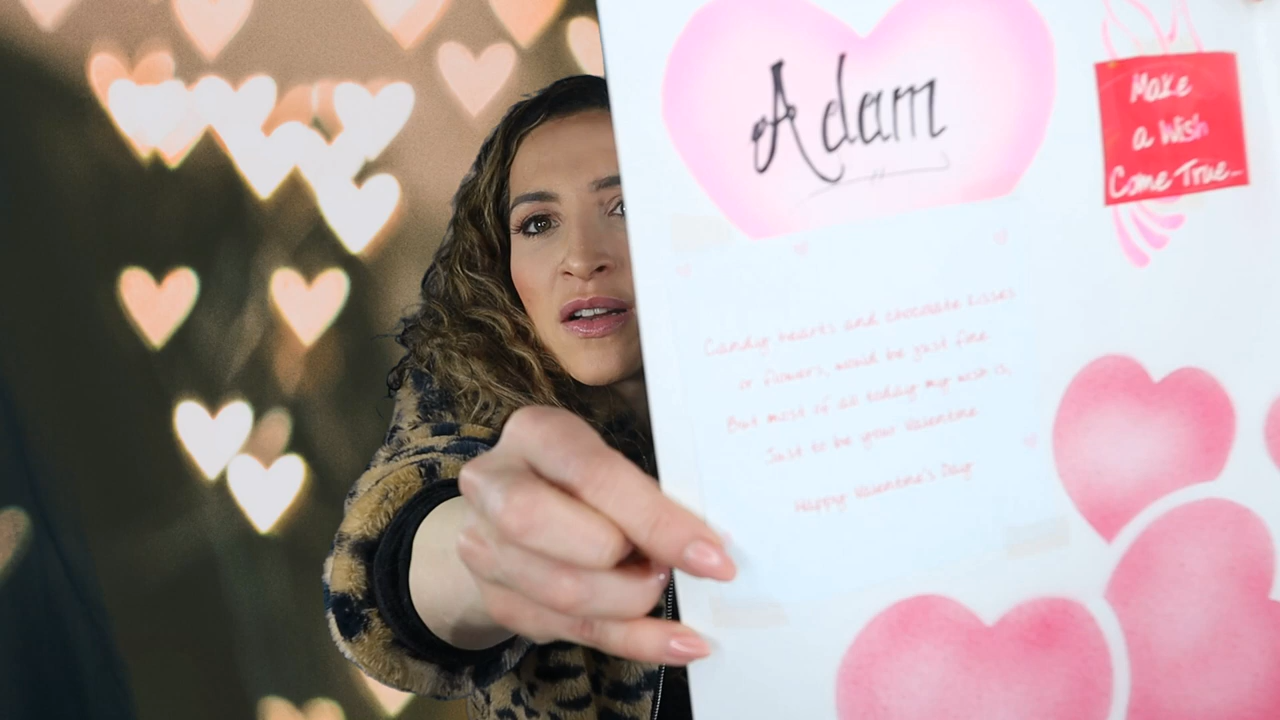 Adam
Make
a Wish
Come True
Candy hearts and chocolate kisses
or flowers, would be just fine
But most of all today my wish is,
Just to be your Valentine
Happy Valentine's Day